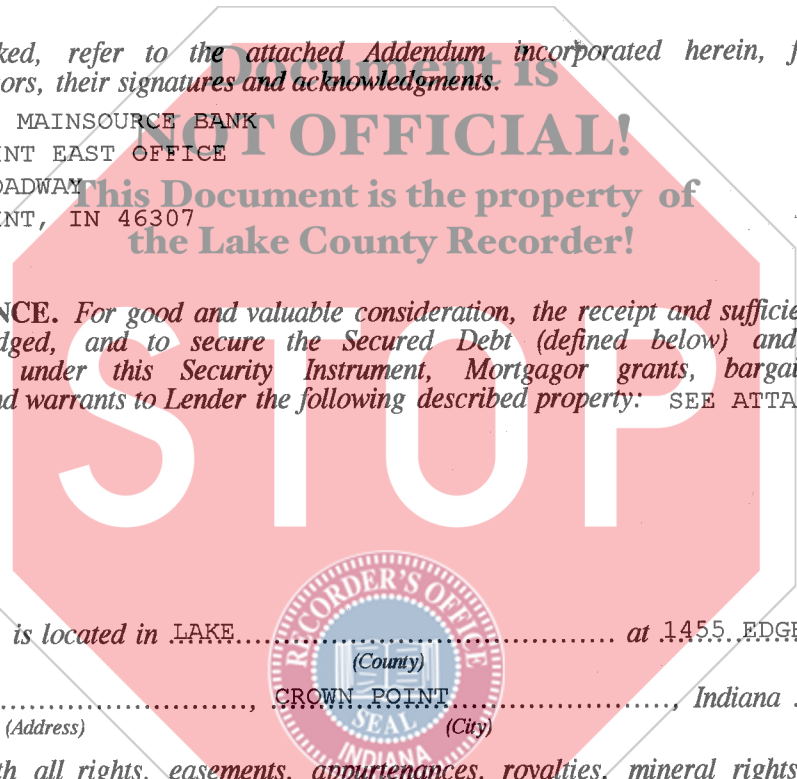 ked, refer to the attached Addendum incorporated herein, f
Document is
ors, their signatures and acknowledgments.
MAINSOURCE BANK
NOT OFFICIAL!
INT EAST OFFICE
OADWAY
This Document is the property of
INT, IN 46307
the Lake County Recorder!
NCE. For good and valuable consideration, the receipt and sufficie
dged, and to secure the Secured Debt (defined below) and
under this Security Instrument, Mortgagor grants, bargai
nd warrants to Lender the following described property: SEE ATTA
STOP
RECORDER'S OFFICE
is located in LAKE at 1455 EDGE
(County)
, CROWN POINT, Indiana
(Address) (City)
SEAL
INDIANA
th all rights, easements, appurtenances, royalties, mineral rights